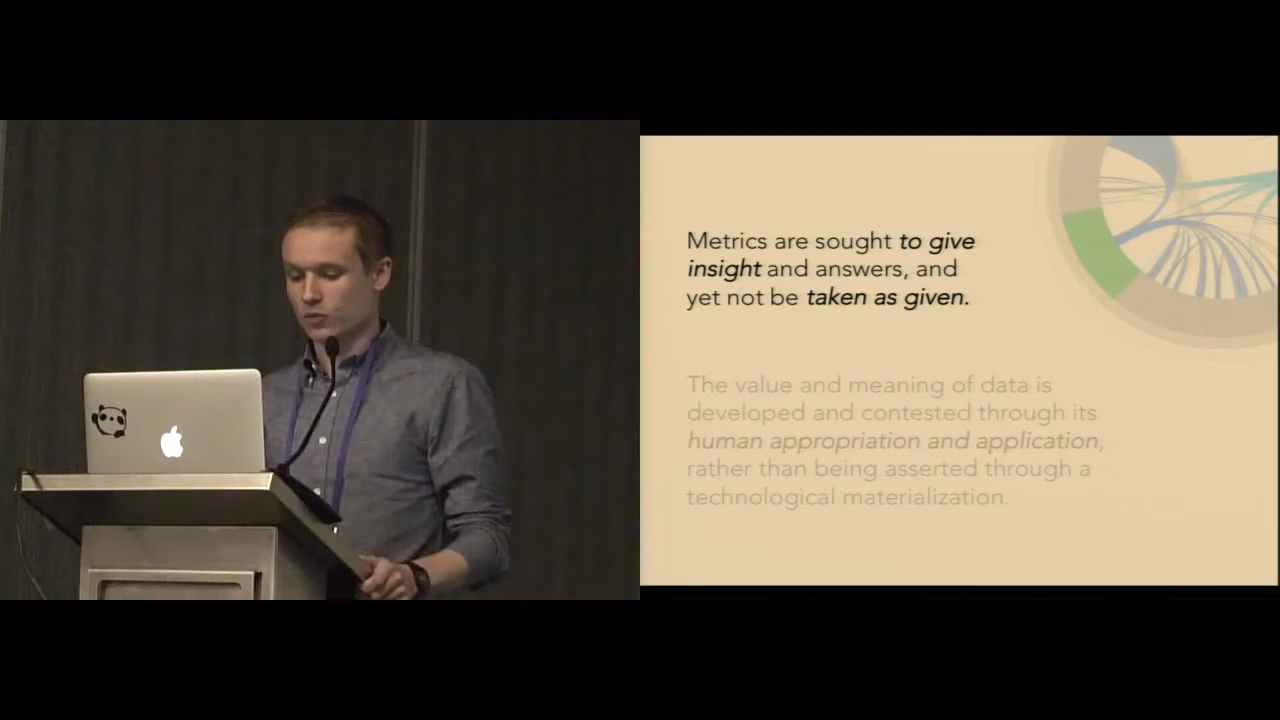 Metrics are sought to give
insight and answers, and
yet not be taken as given.
The value and meaning of data is
developed and contested through its
human appropriation and application,
rather than being asserted through a
technological materialization.